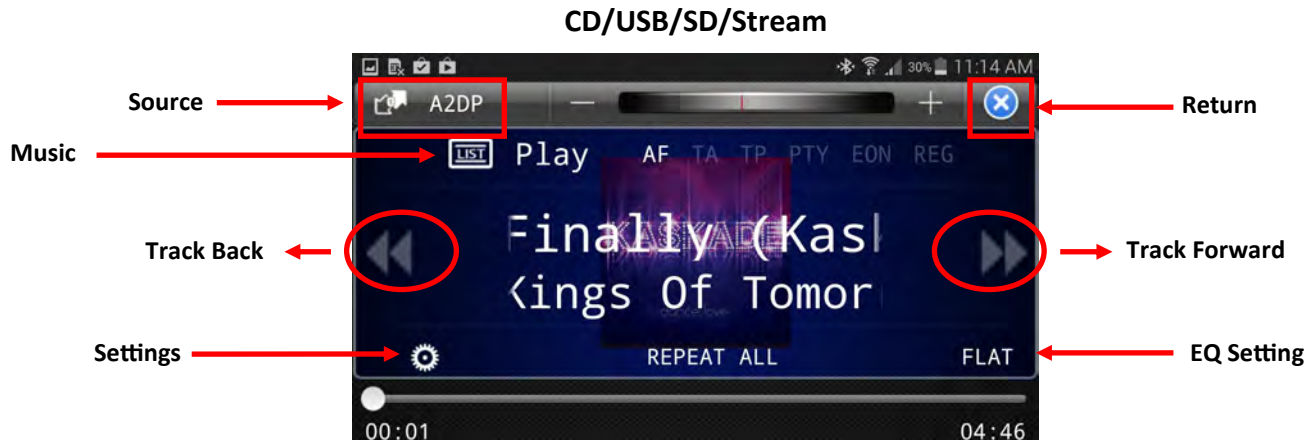 CD/USB/SD/Stream
30% 11:14 AM
Source A2DP − + Return
Music LIST Play AF TA TP PTY EON REG
KASKADE
Finally (Kas
Track Back Track Forward
Kings Of Tomor
Settings REPEAT ALL FLAT EQ Setting
00:01 04:46